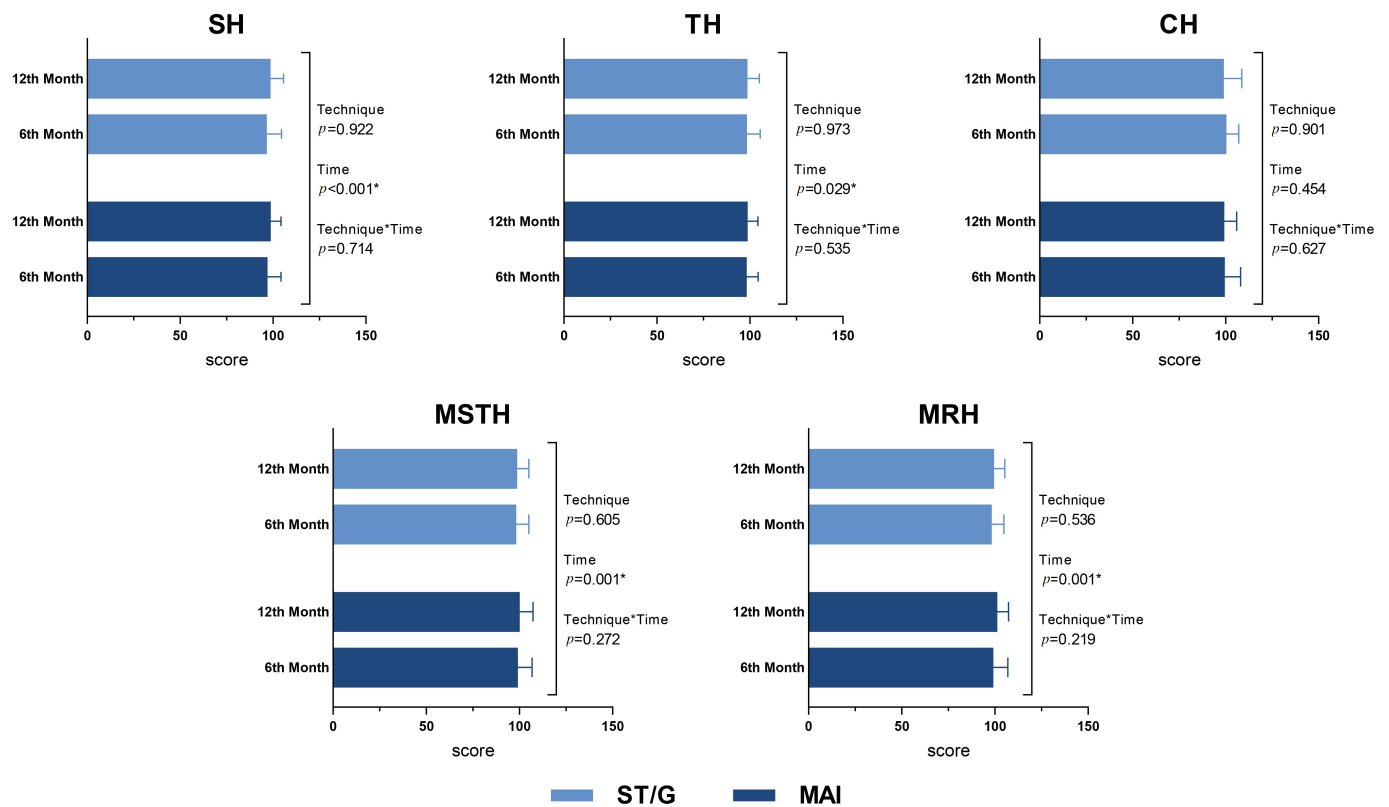 SH
12th Month
6th Month
12th Month
6th Month
Technique
p=0.922
Time
p<0.001*
Technique*Time
p=0.714
0 50 100 150
score
TH
12th Month
6th Month
12th Month
6th Month
Technique
p=0.973
Time
p=0.029*
Technique*Time
p=0.535
0 50 100 150
score
CH
12th Month
6th Month
12th Month
6th Month
Technique
p=0.901
Time
p=0.454
Technique*Time
p=0.627
0 50 100 150
score
MSTH
12th Month
6th Month
12th Month
6th Month
Technique
p=0.605
Time
p=0.001*
Technique*Time
p=0.272
0 50 100 150
score
MRH
12th Month
6th Month
12th Month
6th Month
Technique
p=0.536
Time
p=0.001*
Technique*Time
p=0.219
0 50 100 150
score
ST/G MAI